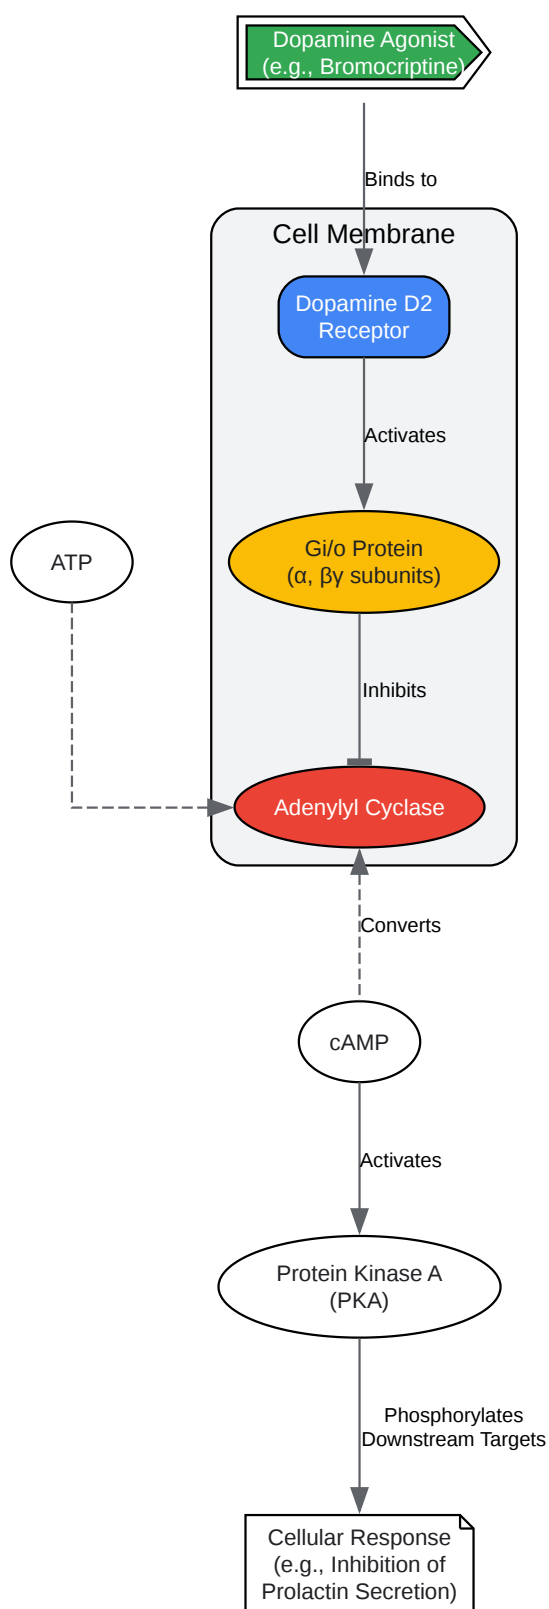 Dopamine Agonist
(e.g., Bromocriptine)
Binds to
Cell Membrane
Dopamine D2
Receptor
Activates
ATP
Gi/o Protein
(α, βγ subunits)
Inhibits
Adenylyl Cyclase
Converts
cAMP
Activates
Protein Kinase A
(PKA)
Phosphorylates
Downstream Targets
Cellular Response
(e.g., Inhibition of
Prolactin Secretion)